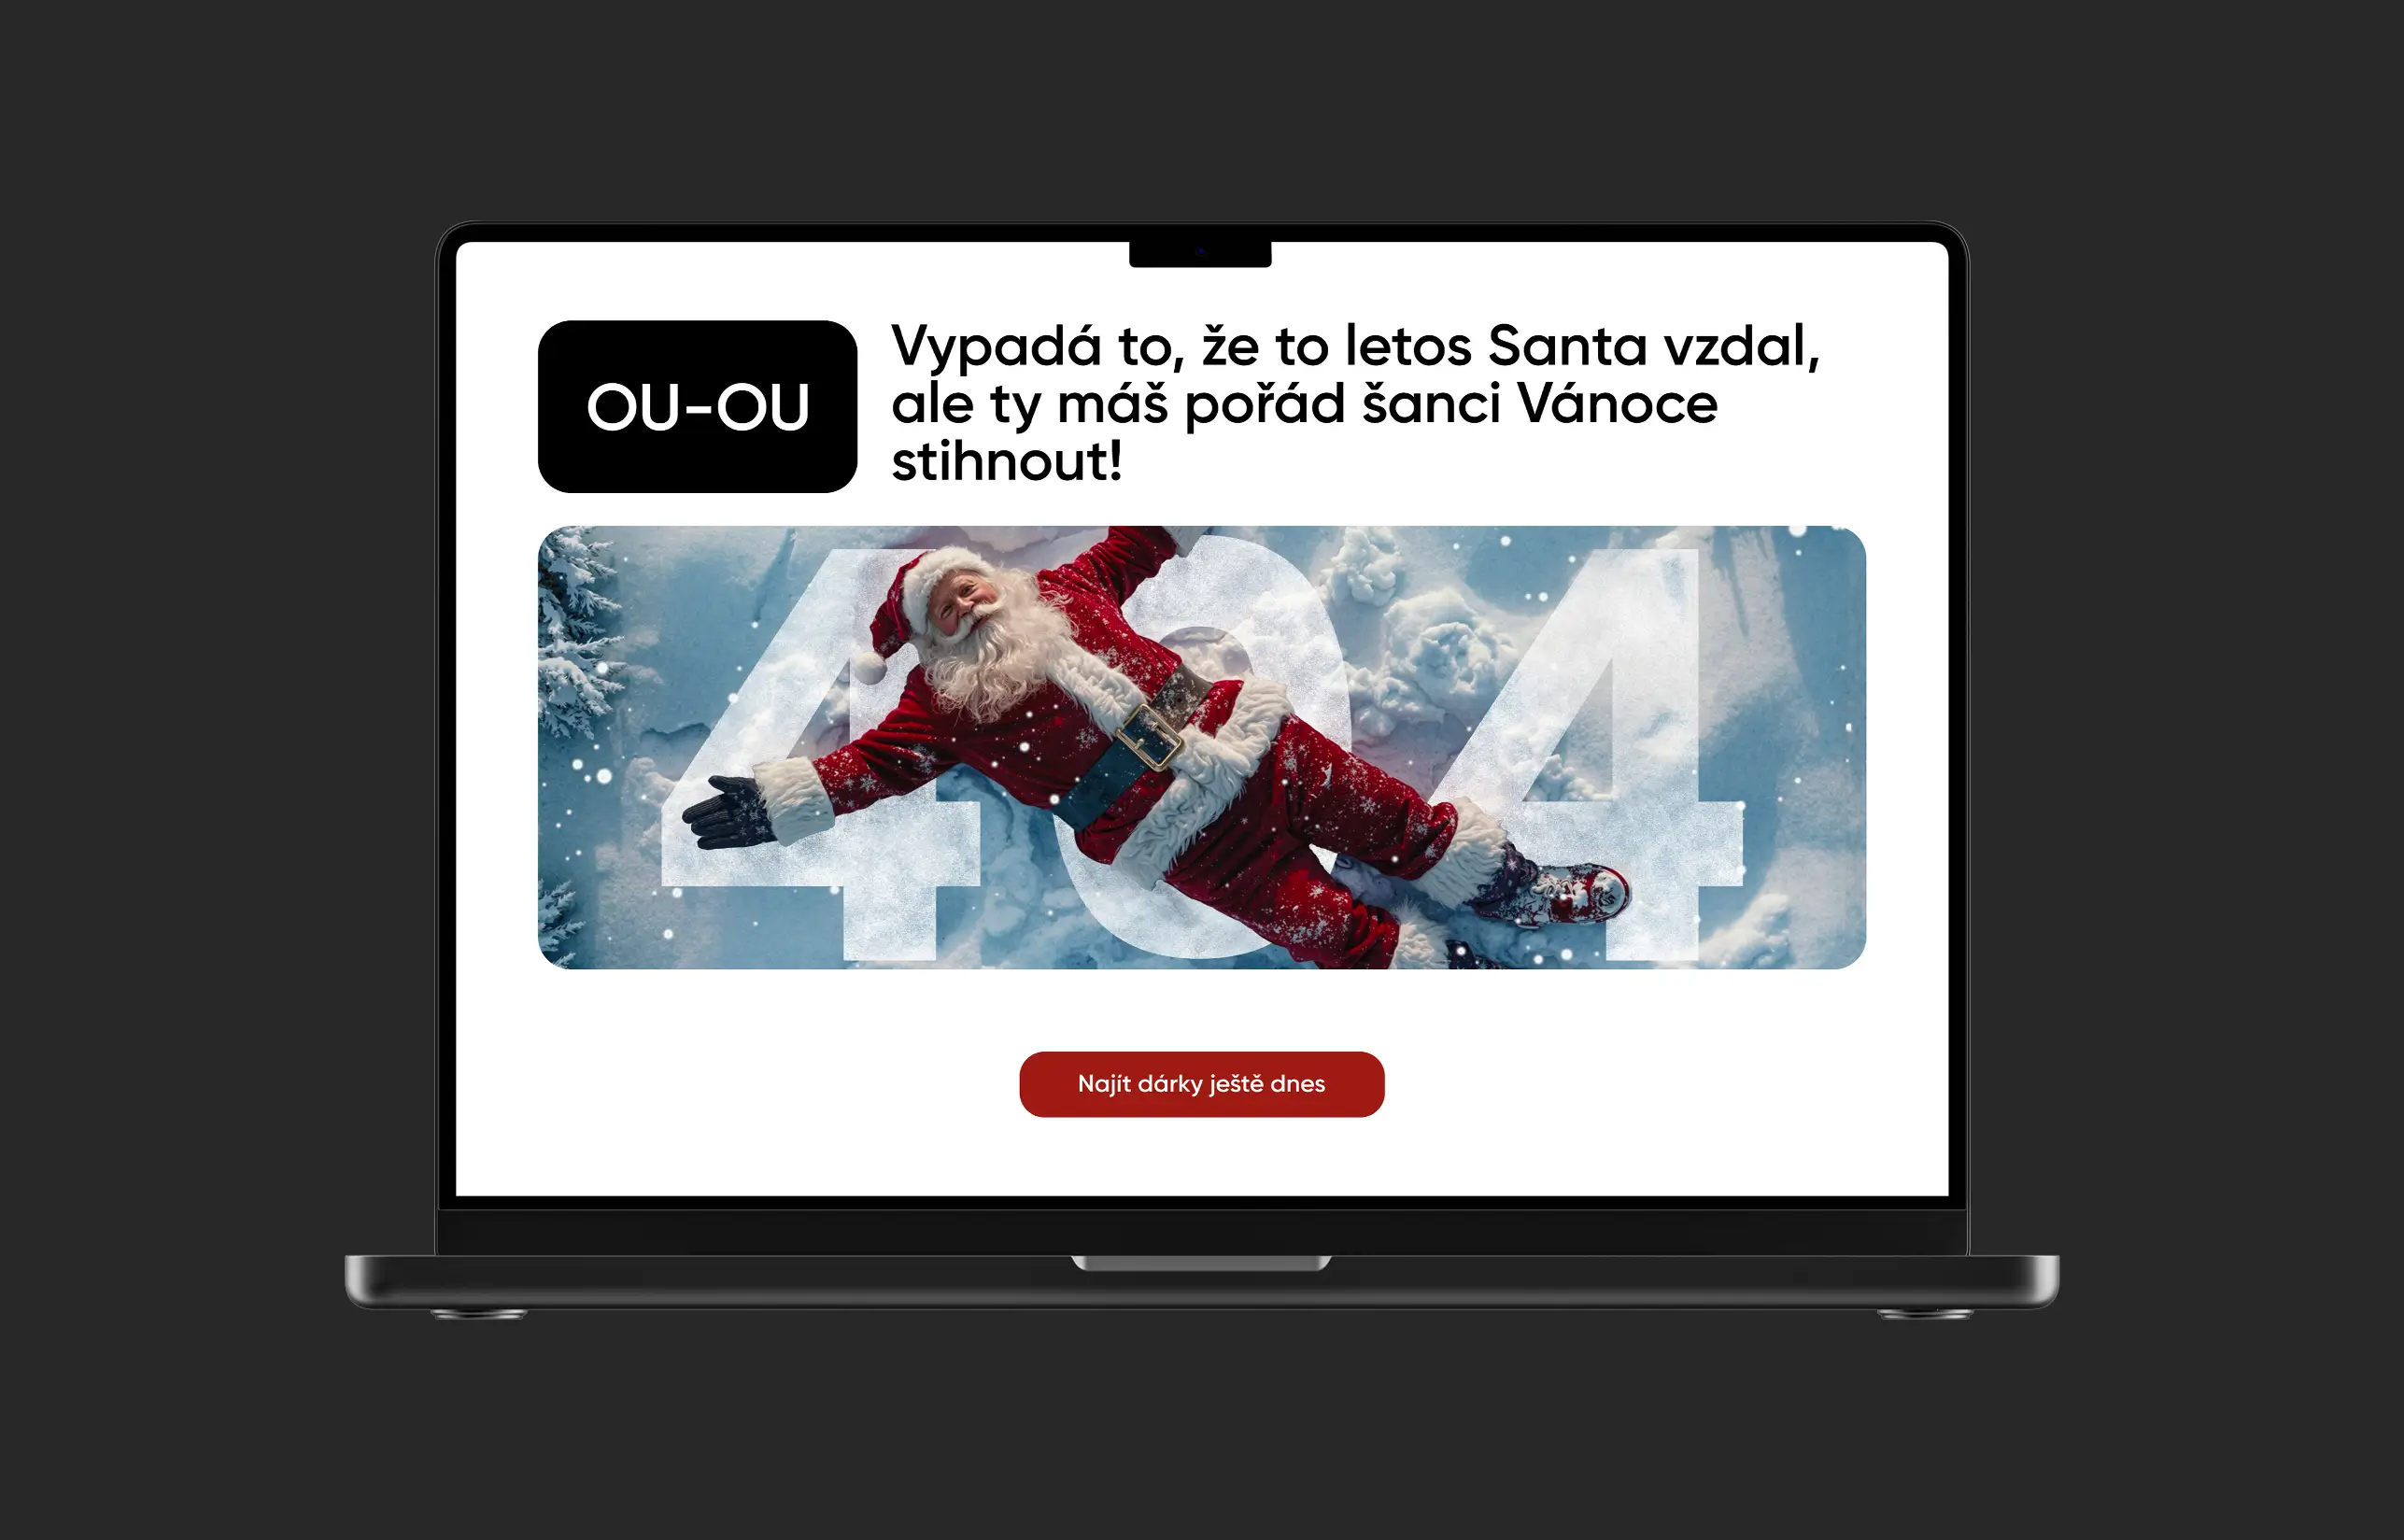 OU-OU
Vypadá to, že to letos Santa vzdal,
ale ty máš pořád šanci Vánoce
stihnout!
404
Najít dárky ještě dnes